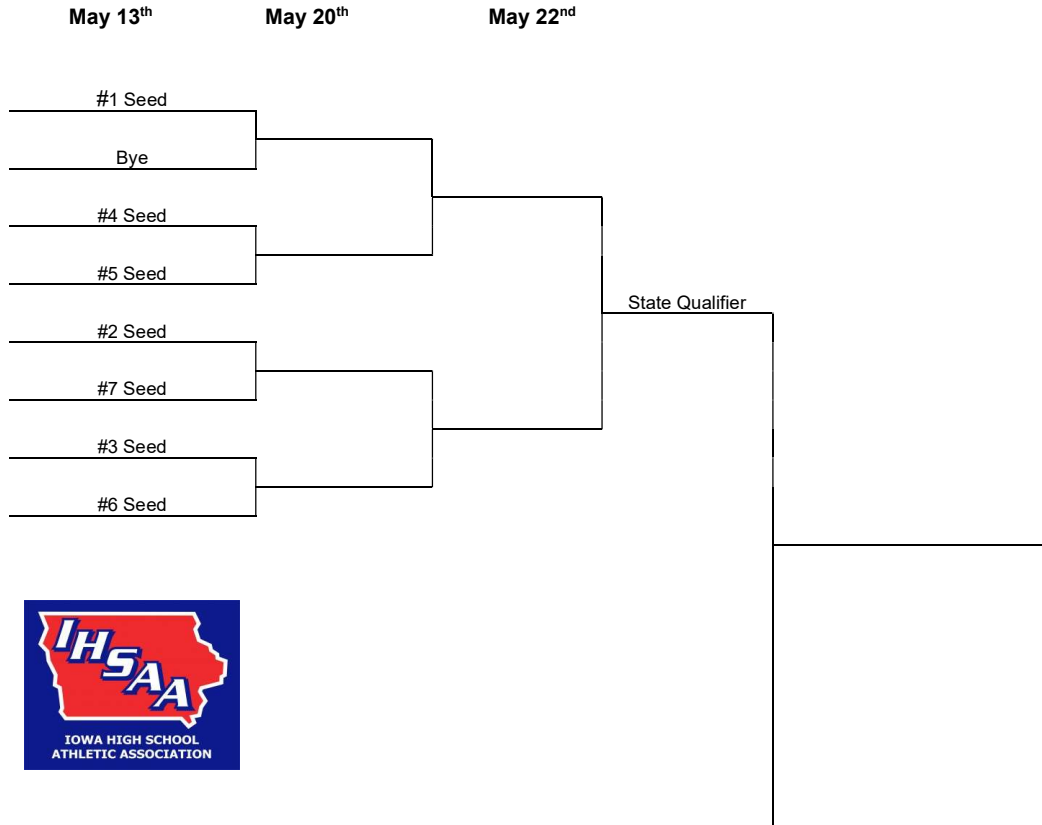 May 13th May 20th May 22nd
#1 Seed
Bye
#4 Seed
#5 Seed
State Qualifier
#2 Seed
#7 Seed
#3 Seed
#6 Seed
IHSAA
IOWA HIGH SCHOOL
ATHLETIC ASSOCIATION